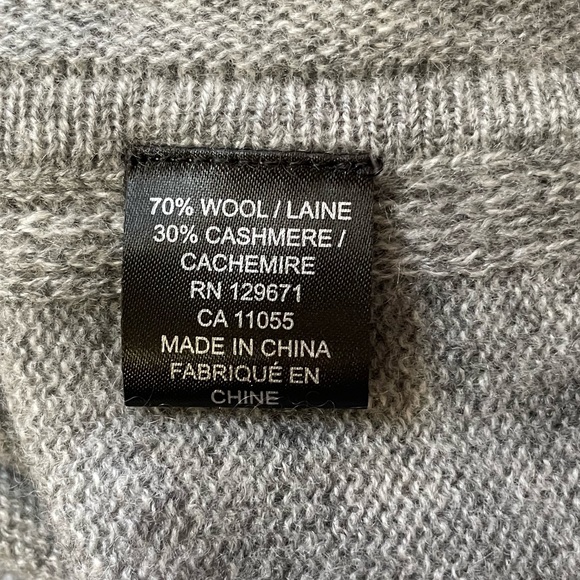 70% WOOL / LAINE
30% CASHMERE /
CACHEMIRE
RN 129671
CA 11055
MADE IN CHINA
FABRIQUÉ EN
CHINE